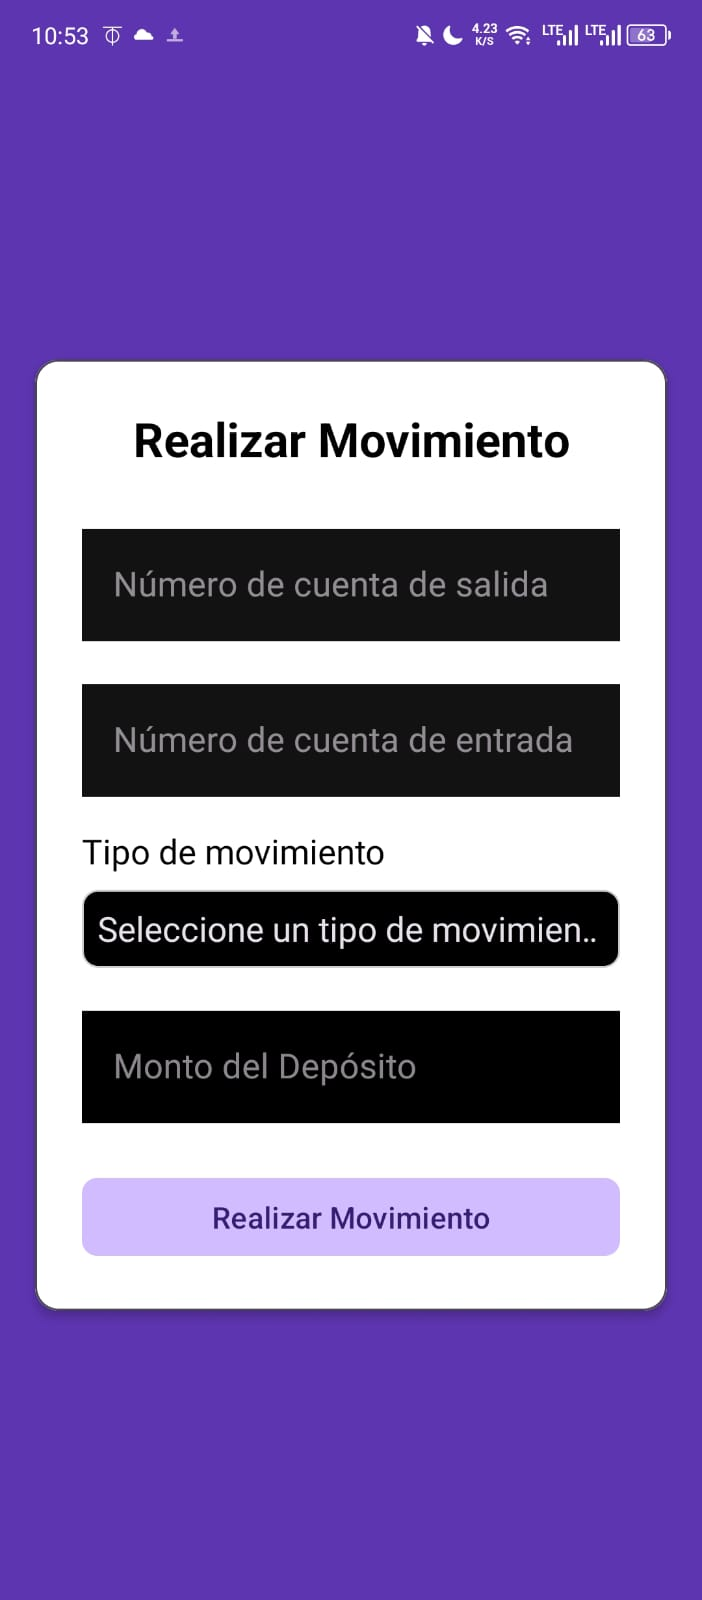 10:53 4.23 K/S LTE LTE 63
Realizar Movimiento
Número de cuenta de salida
Número de cuenta de entrada
Tipo de movimiento
Seleccione un tipo de movimien..
Monto del Depósito
Realizar Movimiento